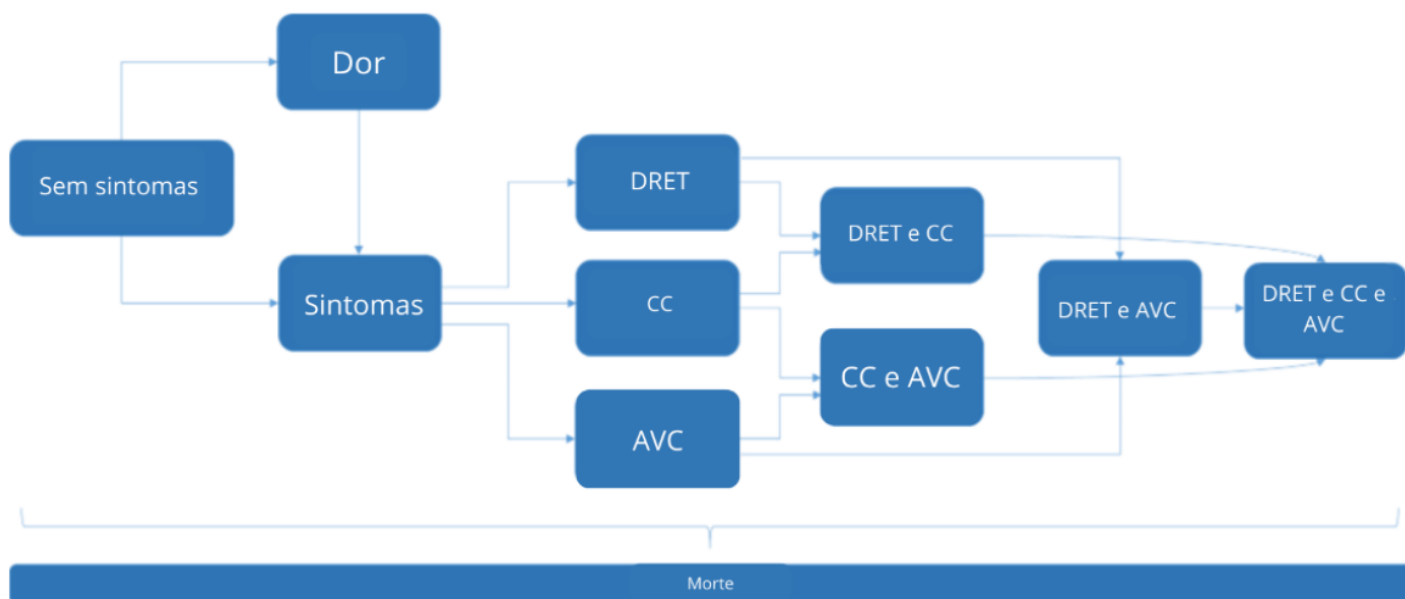 Dor
Sem sintomas
Sintomas
DRET
CC
AVC
DRET e CC
CC e AVC
DRET e AVC
DRET e CC e
AVC
Morte